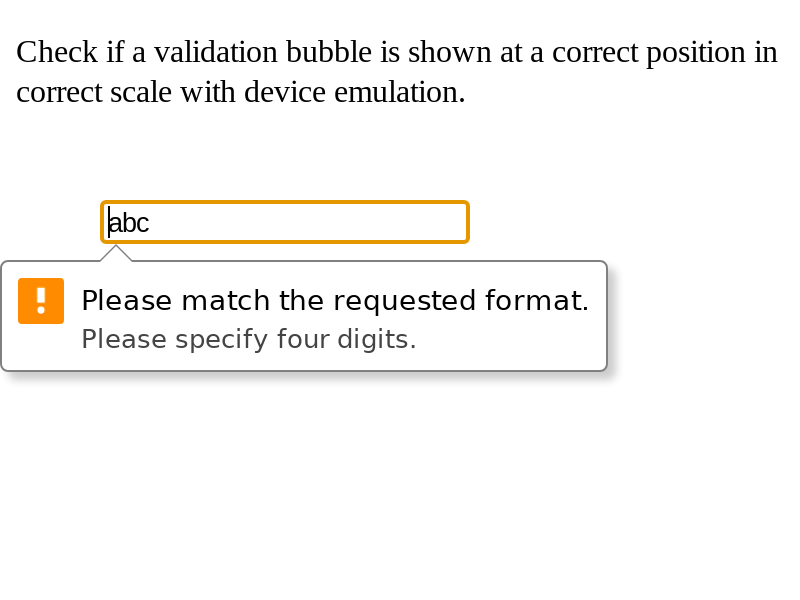 Check if a validation bubble is shown at a correct position in
correct scale with device emulation.
abc
Please match the requested format.
Please specify four digits.